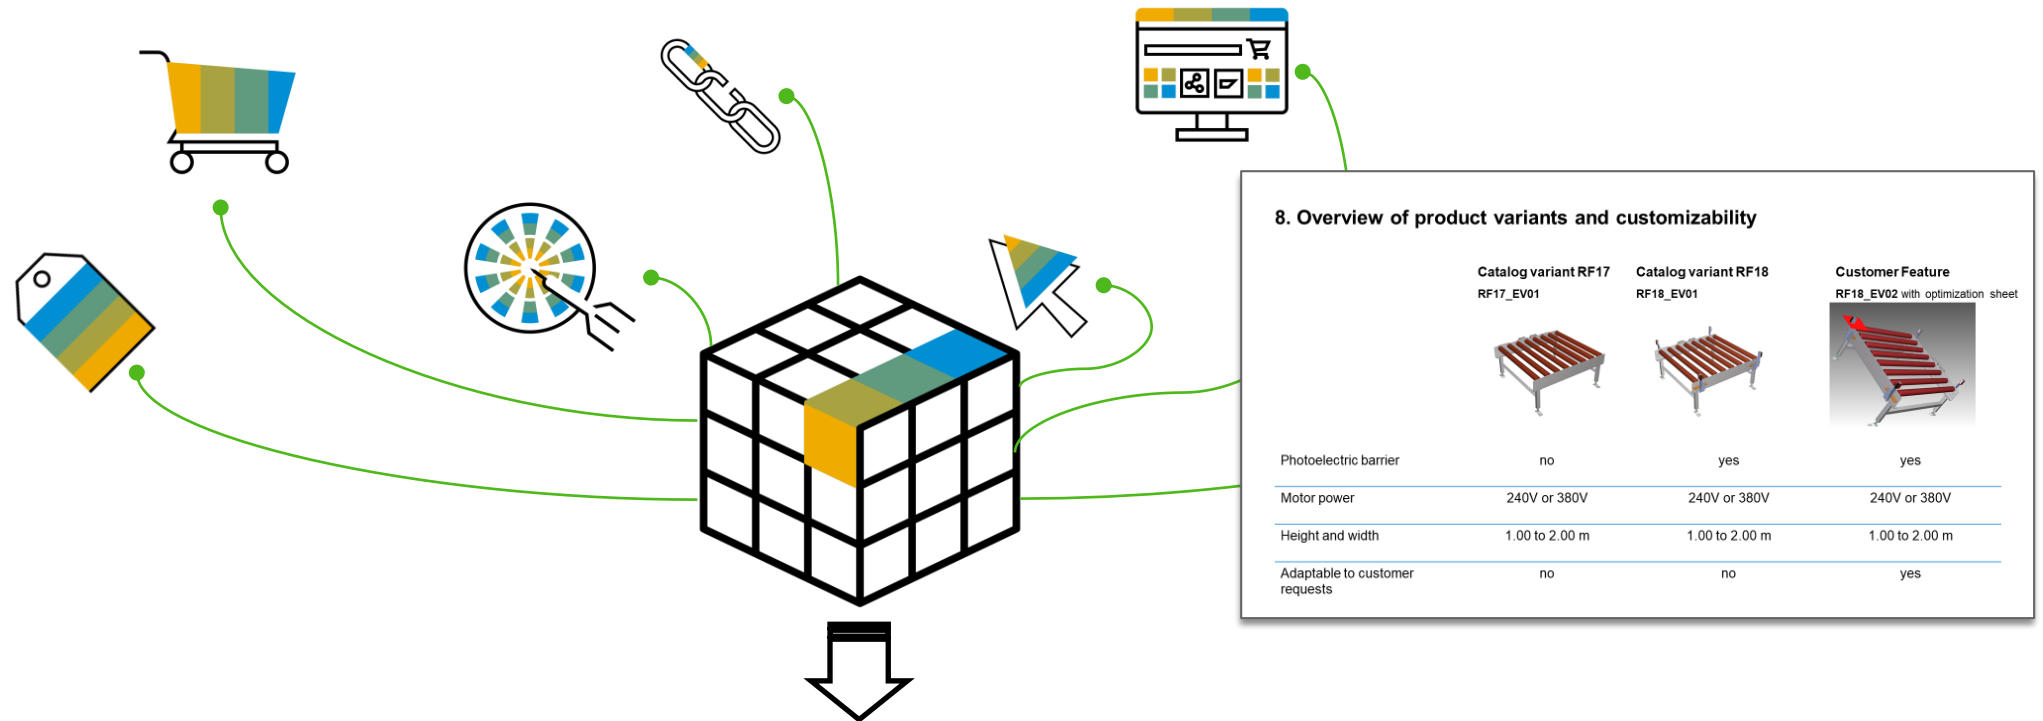 8. Overview of product variants and customizability
Catalog variant RF17 Catalog variant RF18 Customer Feature
RF17_EV01 RF18_EV01 RF18_EV02 with optimization sheet
Photoelectric barrier no yes yes
Motor power 240V or 380V 240V or 380V 240V or 380V
Height and width 1.00 to 2.00 m 1.00 to 2.00 m 1.00 to 2.00 m
Adaptable to customer no no yes
requests